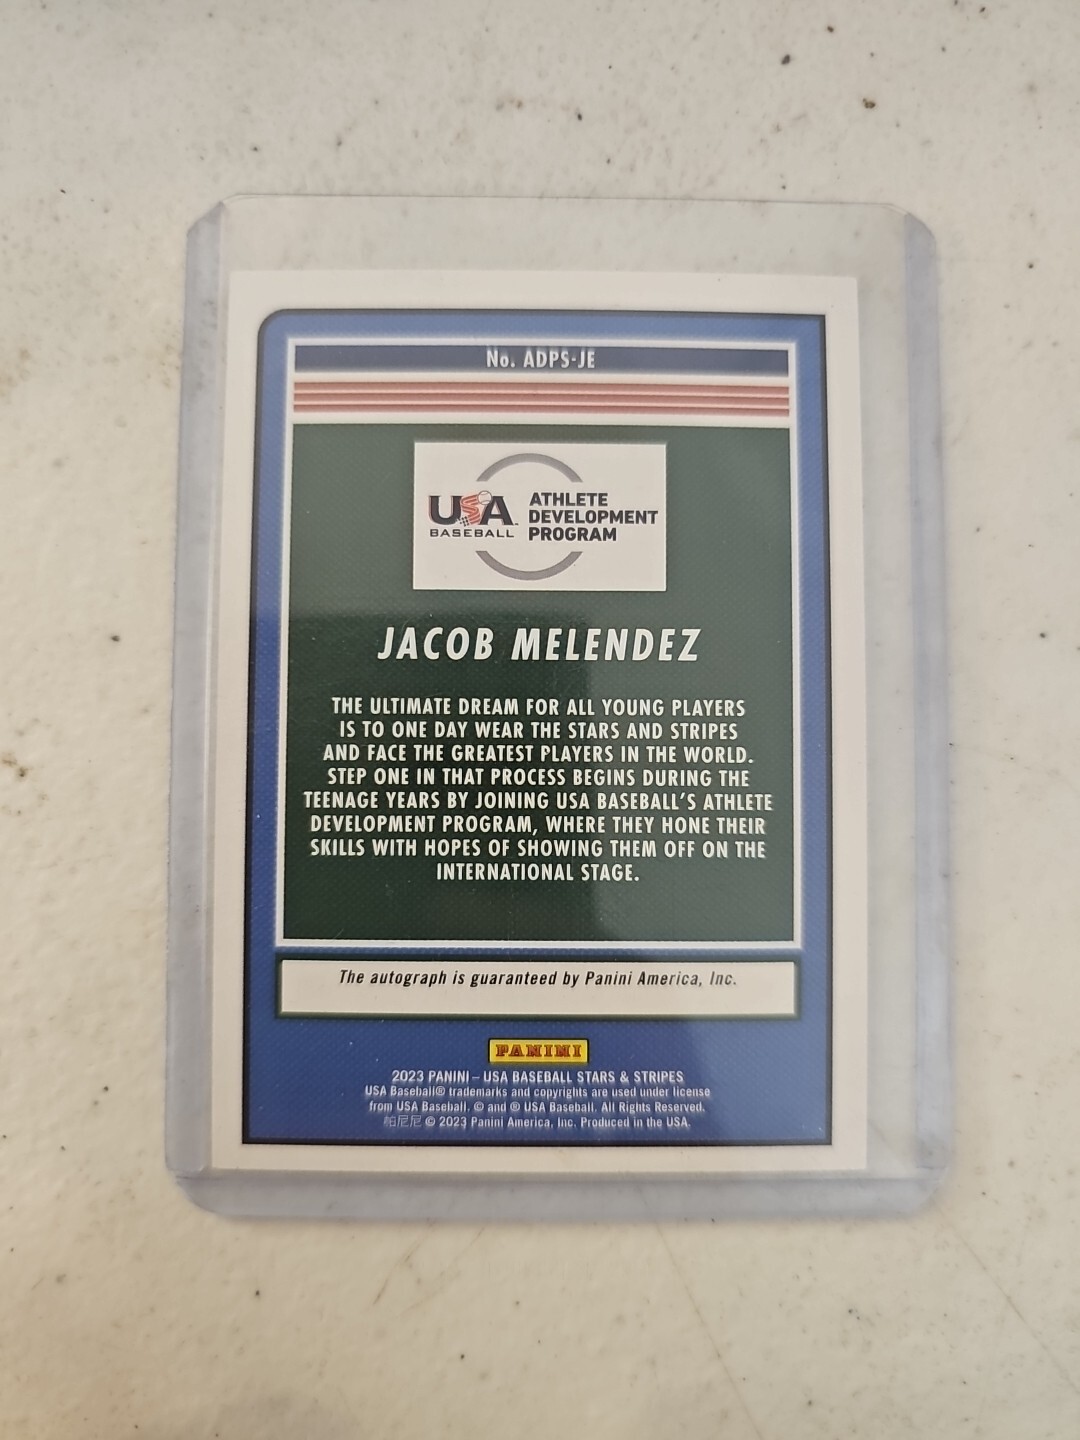 No. ADPS-JE
USA
BASEBALL
ATHLETE
DEVELOPMENT
PROGRAM
JACOB MELENDEZ
THE ULTIMATE DREAM FOR ALL YOUNG PLAYERS
IS TO ONE DAY WEAR THE STARS AND STRIPES
AND FACE THE GREATEST PLAYERS IN THE WORLD.
STEP ONE IN THAT PROCESS BEGINS DURING THE
TEENAGE YEARS BY JOINING USA BASEBALL'S ATHLETE
DEVELOPMENT PROGRAM, WHERE THEY HONE THEIR
SKILLS WITH HOPES OF SHOWING THEM OFF ON THE
INTERNATIONAL STAGE.
The autograph is guaranteed by Panini America, Inc.
PANINI
2023 PANINI – USA BASEBALL STARS & STRIPES
USA Baseball® trademarks and copyrights are used under license
from USA Baseball. © and ® USA Baseball. All Rights Reserved.
帕尼尼 © 2023 Panini America, Inc. Produced in the USA.